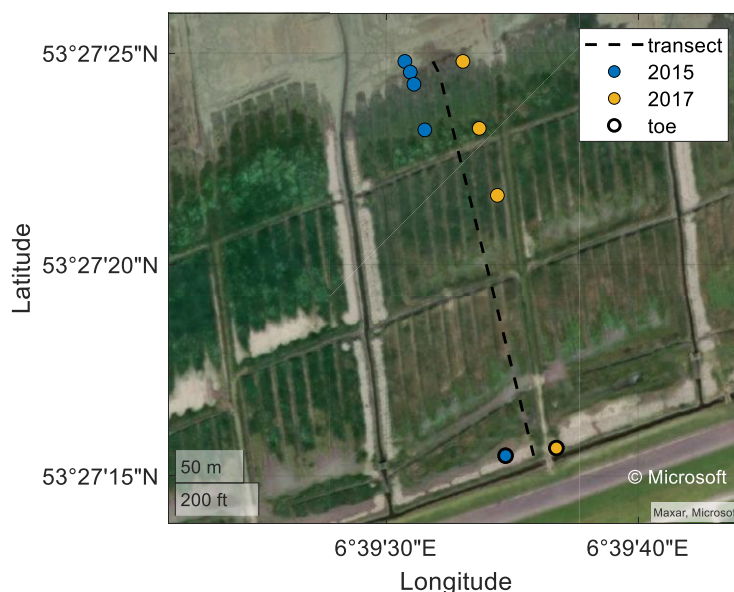 transect
2015
2017
toe
53°27'25"N
53°27'20"N
53°27'15"N
Latitude
50 m
200 ft
© Microsoft
Maxar, Microsof
6°39'30"E
6°39'40"E
Longitude